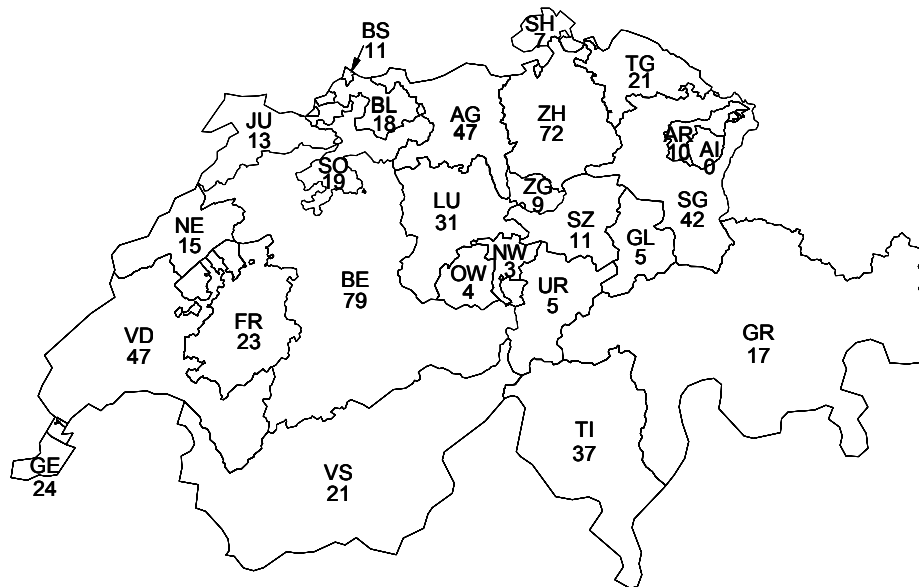 SH
7
BS
11
TG
21
BL
18
AG
47
ZH
72
JU
13
AR
10
AI
0
SO
19
ZG
9
LU
31
SG
42
NE
15
SZ
11
GL
5
NW
3
OW
4
BE
79
UR
5
FR
23
VD
47
GR
17
TI
37
GE
24
VS
21